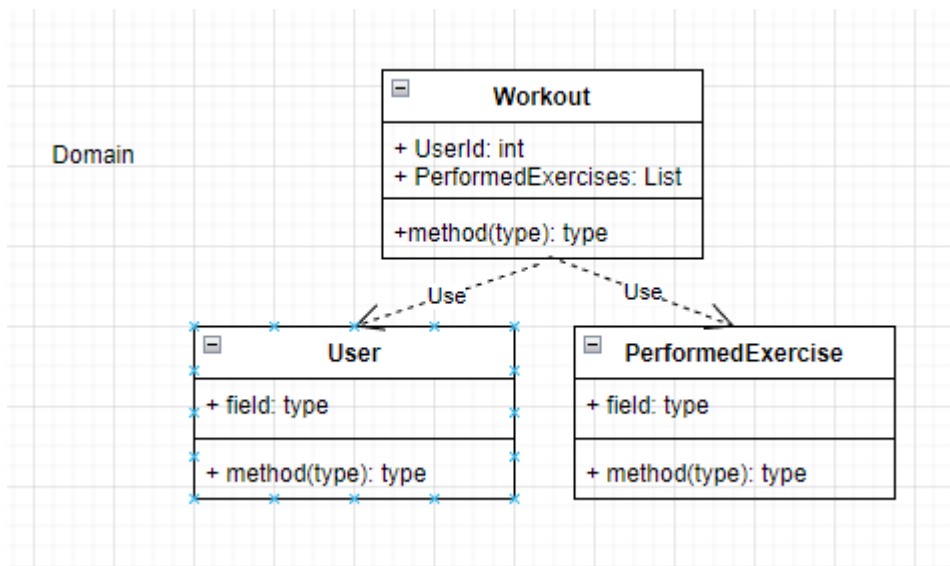 Workout
Domain
+ UserId: int
+ PerformedExercises: List
+method(type): type
Use
Use
User
+ field: type
+ method(type): type
PerformedExercise
+ field: type
+ method(type): type